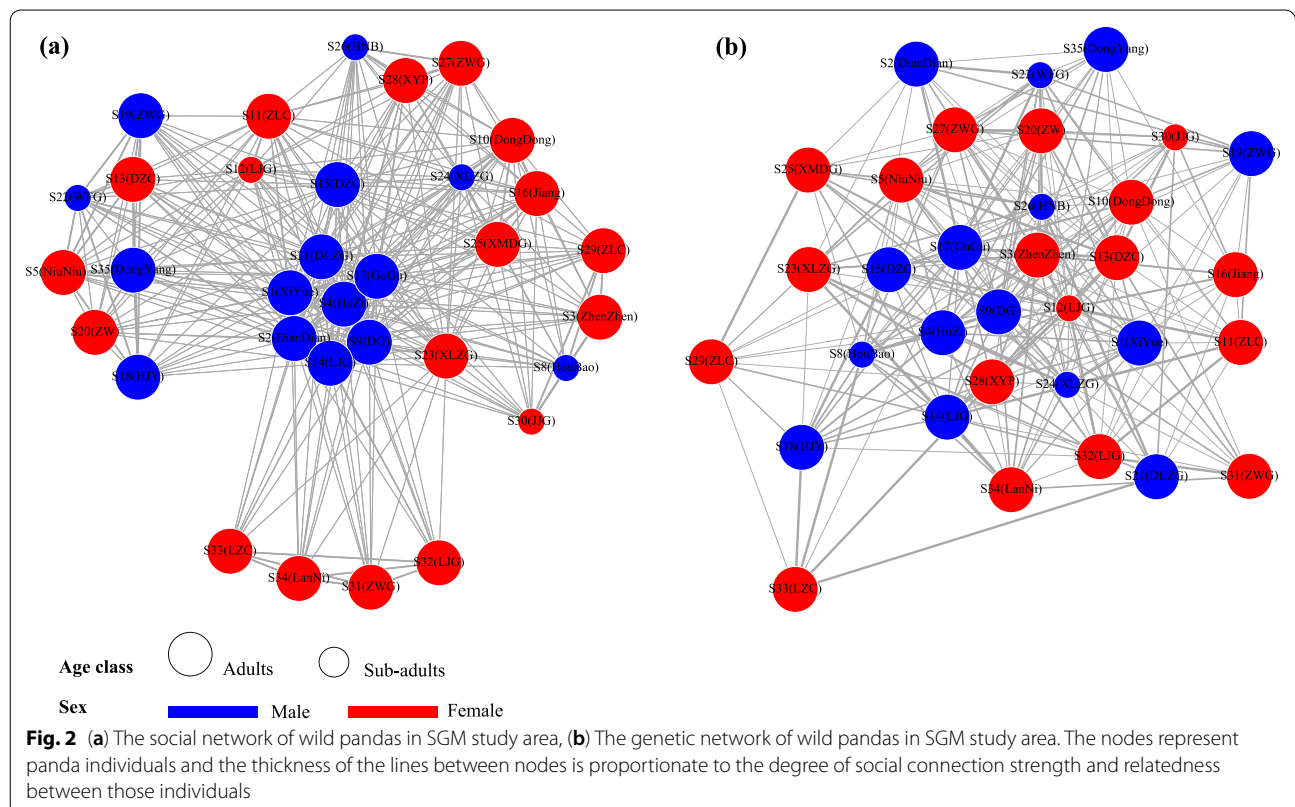 (a)
S26(HNB)
S27(ZWG)
S28(XYP)
S19(ZWG)
S11(ZLC)
S10(DongDong)
S12(LJG)
S13(DZC)
S24(XLZG)
S15(DZC)
S22(WFG)
S16(Jiang)
S25(XMDG)
S29(ZLC)
S21(DLZG)
S5(NiuNiu)
S35(DongYang)
S17(GuGu)
S1(XiYue)
S4(HuZi)
S3(ZhenZhen)
S20(ZW)
S2(DianDian)
S9(DG)
S23(XLZG)
S14(LJG)
S8(HouBao)
S18(HJY)
S30(JJG)
S33(LZC)
S32(LJG)
S34(LanNi)
S31(ZWG)
(b)
S35(DongYang)
S2(DianDian)
S22(WFG)
S27(ZWG)
S20(ZW)
S30(JJG)
S19(ZWG)
S25(XMDG)
S5(NiuNiu)
S10(DongDong)
S26(HNB)
S17(GuGu)
S3(ZhenZhen)
S13(DZC)
S23(XLZG)
S15(DZC)
S16(Jiang)
S12(LJG)
S9(DG)
S4(HuZi)
S1(XiYue)
S11(ZLC)
S8(HouBao)
S29(ZLC)
S28(XYP)
S24(XLZG)
S14(LJG)
S18(HJY)
S32(LJG)
S21(DLZG)
S31(ZWG)
S34(LanNi)
S33(LZC)
Age class Adults Sub-adults
Sex Male Female
Fig. 2 (a) The social network of wild pandas in SGM study area, (b) The genetic network of wild pandas in SGM study area. The nodes represent
panda individuals and the thickness of the lines between nodes is proportionate to the degree of social connection strength and relatedness
between those individuals